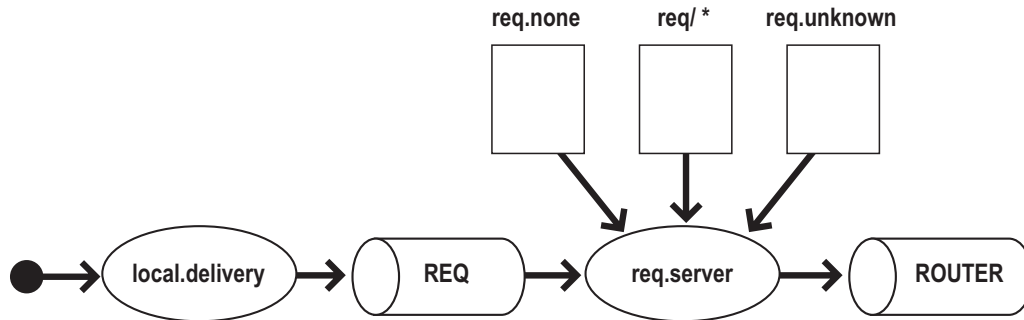 req.none
req/ *
req.unknown
local.delivery
REQ
req.server
ROUTER